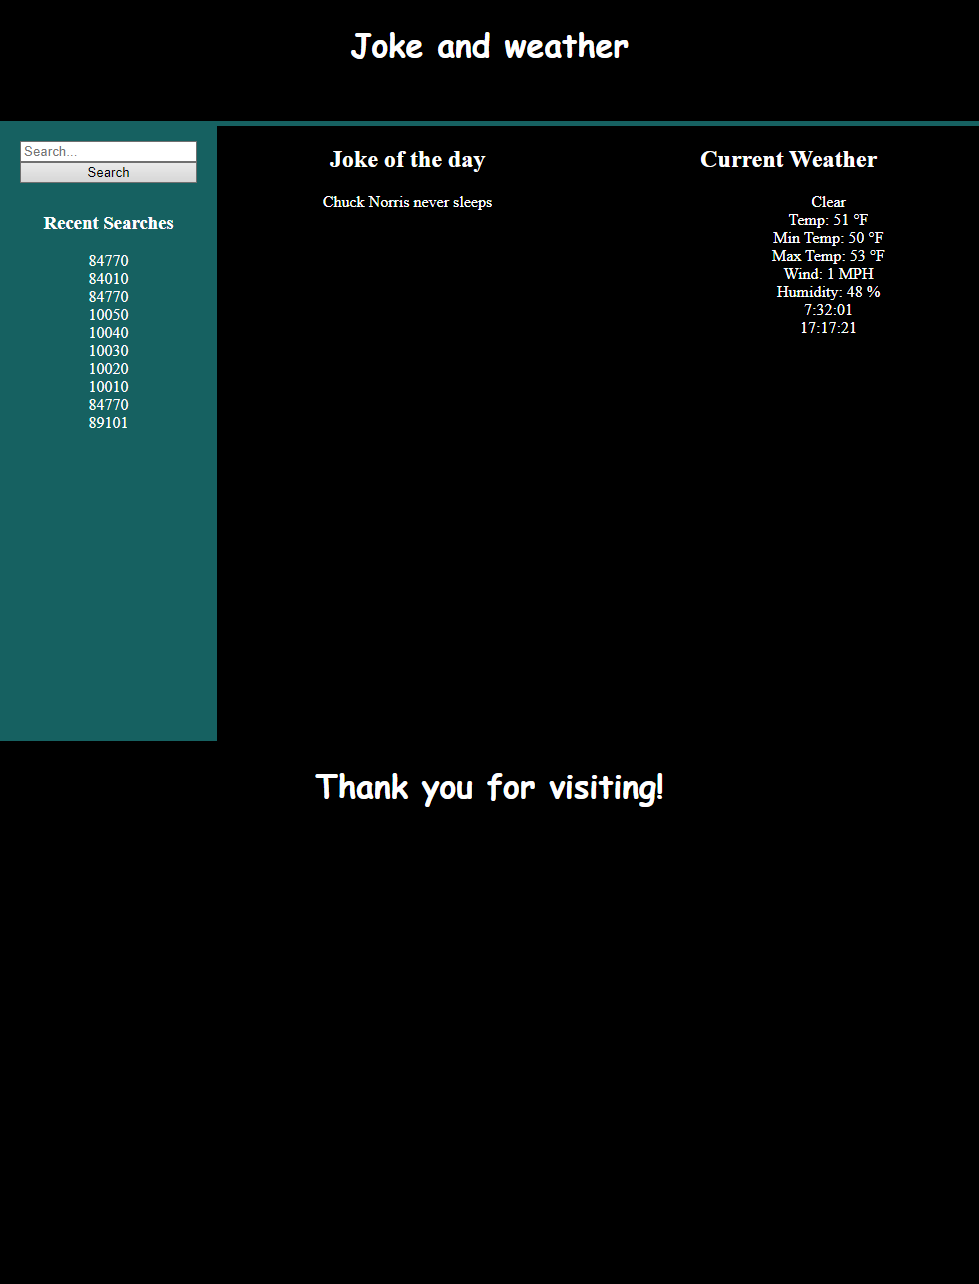 Joke and weather
Search...
Search
Recent Searches
84770
84010
84770
10050
10040
10030
10020
10010
84770
89101
Joke of the day
Chuck Norris never sleeps
Current Weather
Clear
Temp: 51 °F
Min Temp: 50 °F
Max Temp: 53 °F
Wind: 1 MPH
Humidity: 48 %
7:32:01
17:17:21
Thank you for visiting!